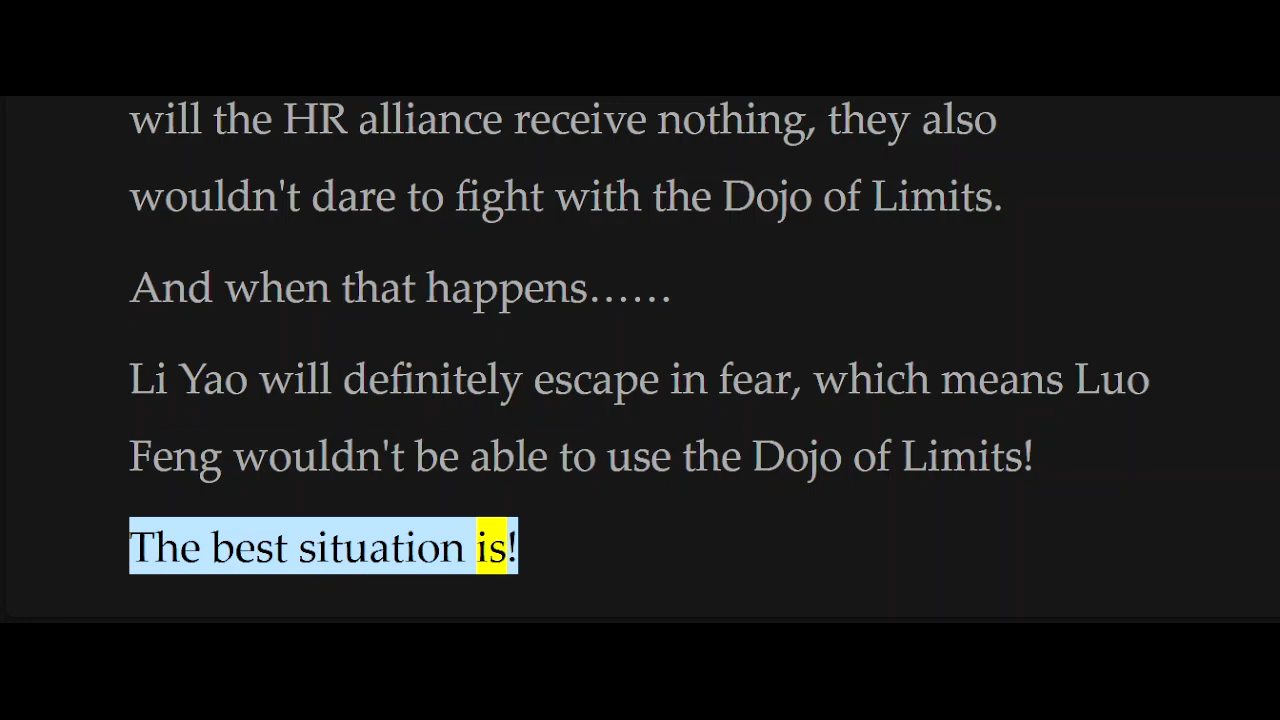 will the HR alliance receive nothing, they also
wouldn't dare to fight with the Dojo of Limits.
And when that happens……
Li Yao will definitely escape in fear, which means Luo
Feng wouldn't be able to use the Dojo of Limits!
The best situation is!